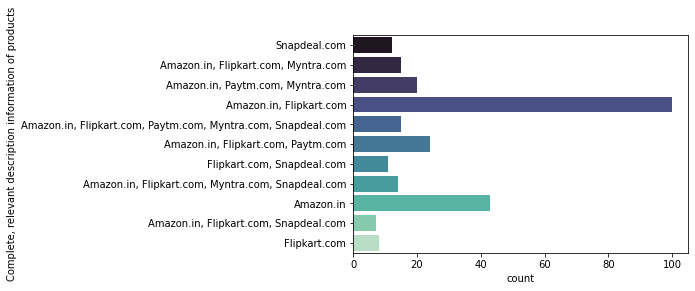 Complete, relevant description information of products
Snapdeal.com
Amazon.in, Flipkart.com, Myntra.com
Amazon.in, Paytm.com, Myntra.com
Amazon.in, Flipkart.com
Amazon.in, Flipkart.com, Paytm.com, Myntra.com, Snapdeal.com
Amazon.in, Flipkart.com, Paytm.com
Flipkart.com, Snapdeal.com
Amazon.in, Flipkart.com, Myntra.com, Snapdeal.com
Amazon.in
Amazon.in, Flipkart.com, Snapdeal.com
Flipkart.com
0 20 40 60 80 100
count